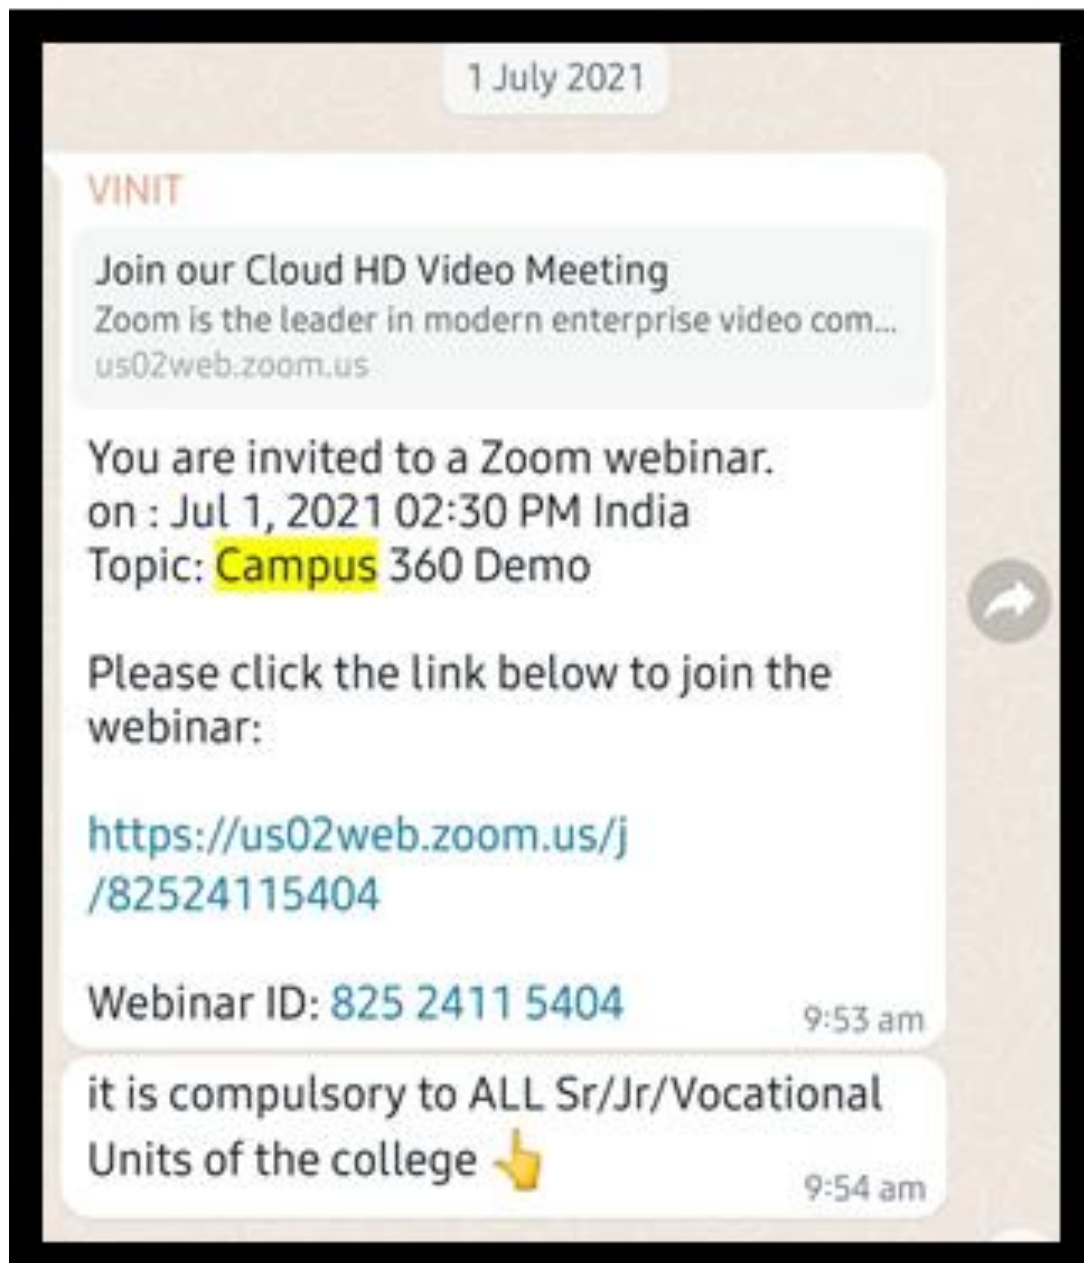 1 July 2021
VINIT
Join our Cloud HD Video Meeting
Zoom is the leader in modern enterprise video com...
us02web.zoom.us
You are invited to a Zoom webinar.
on : Jul 1, 2021 02:30 PM India
Topic: Campus 360 Demo
Please click the link below to join the
webinar:
https://us02web.zoom.us/j
/82524115404
Webinar ID: 825 2411 5404
9:53 am
it is compulsory to ALL Sr/Jr/Vocational
Units of the college 👆
9:54 am